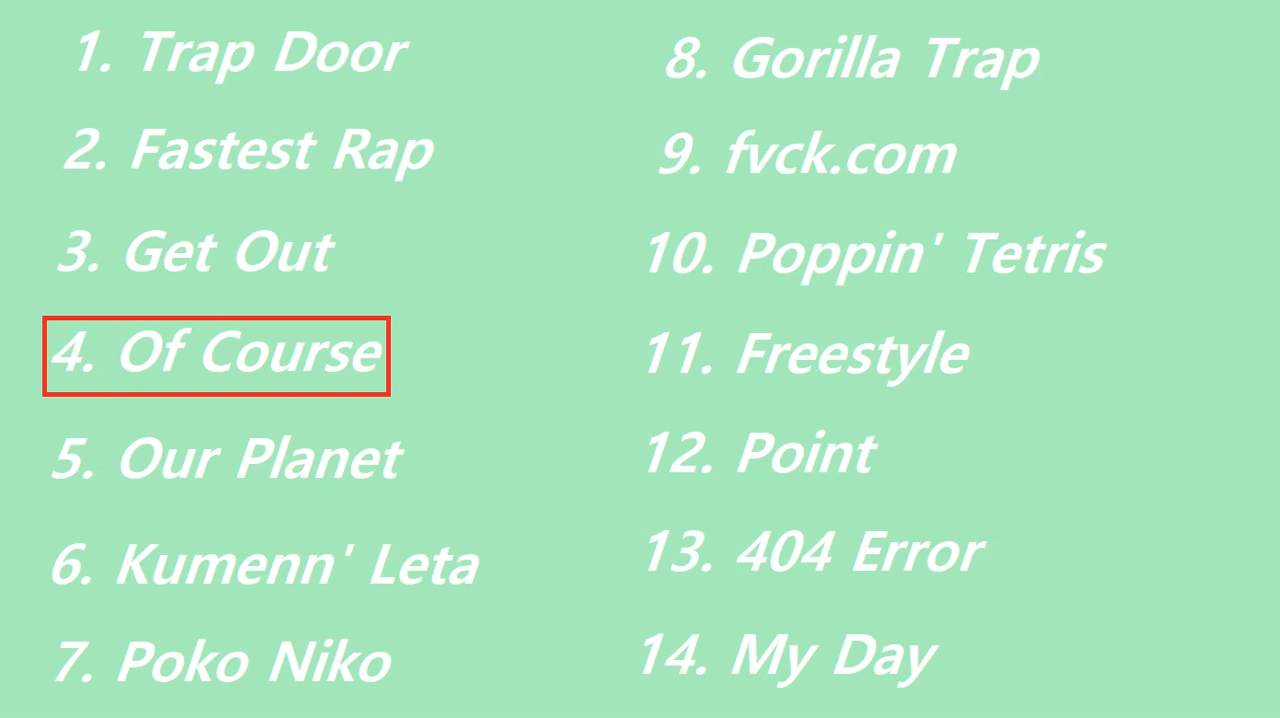 1. Trap Door
2. Fastest Rap
3. Get Out
4. Of Course
5. Our Planet
6. Kumenn' Leta
7. Poko Niko
8. Gorilla Trap
9. fvck.com
10. Poppin' Tetris
11. Freestyle
12. Point
13. 404 Error
14. My Day